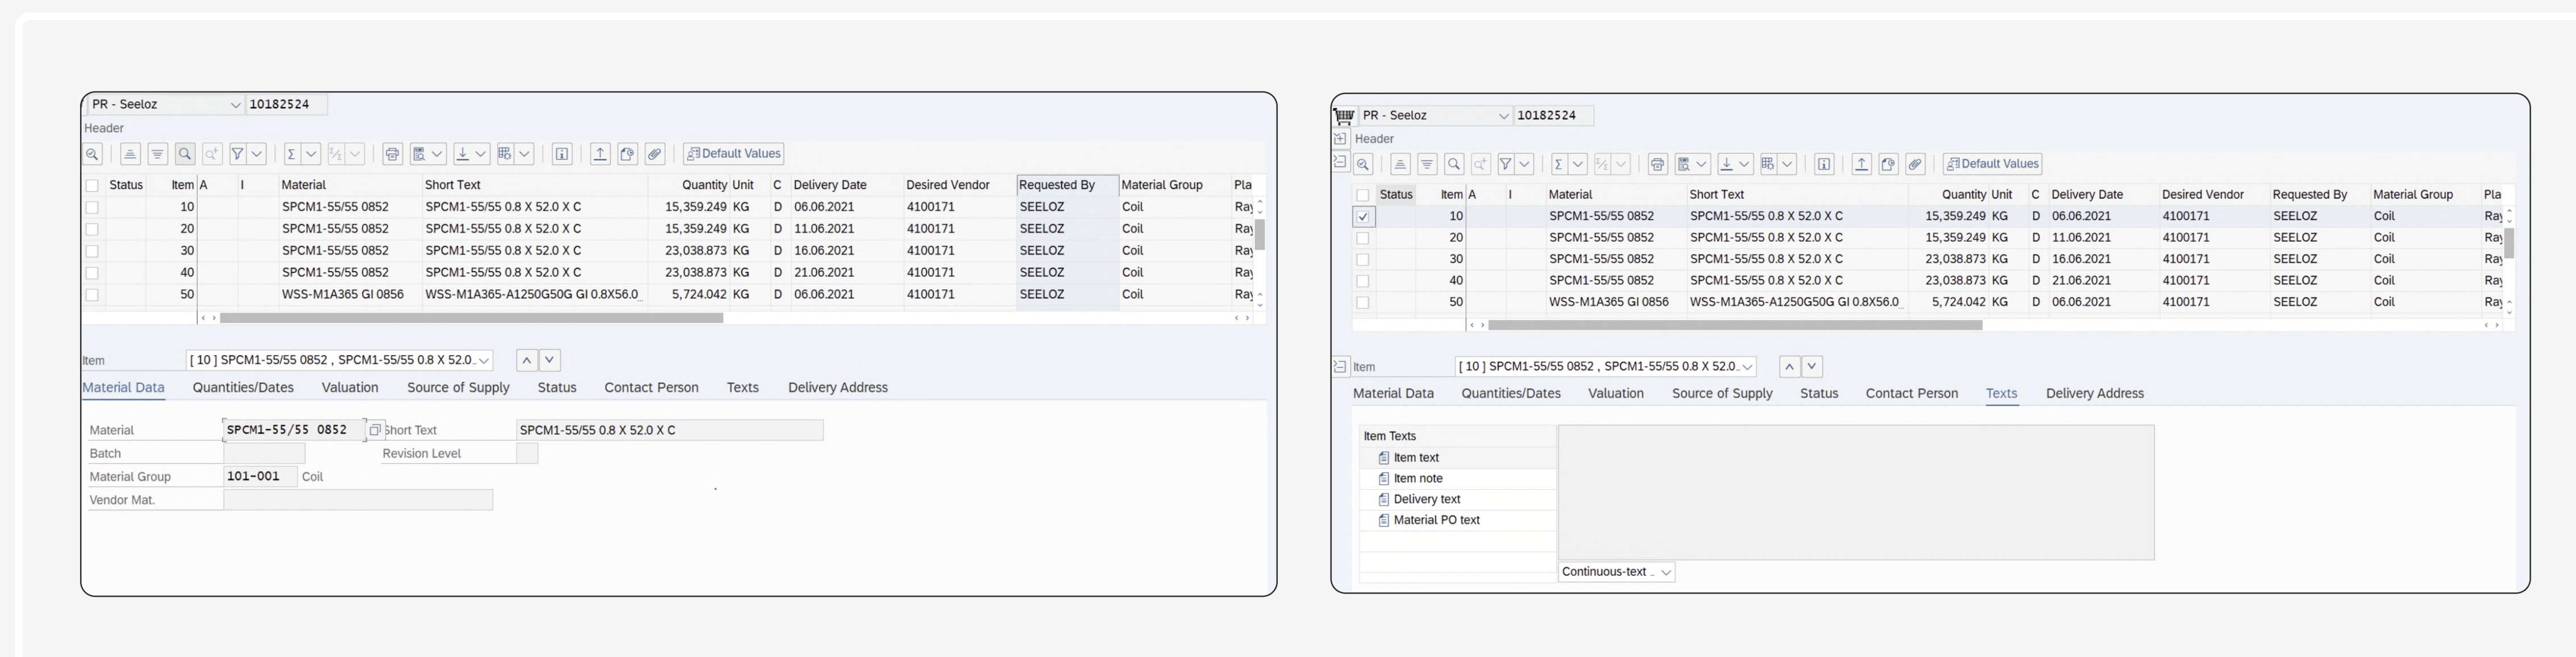 PR - Seeloz 10182524
Header
Default Values
Status Item A I Material Short Text Quantity Unit C Delivery Date Desired Vendor Requested By Material Group Pla
10 SPCM1-55/55 0852 SPCM1-55/55 0.8 X 52.0 X C 15,359.249 KG D 06.06.2021 4100171 SEELOZ Coil Ray
20 SPCM1-55/55 0852 SPCM1-55/55 0.8 X 52.0 X C 15,359.249 KG D 11.06.2021 4100171 SEELOZ Coil Ray
30 SPCM1-55/55 0852 SPCM1-55/55 0.8 X 52.0 X C 23,038.873 KG D 16.06.2021 4100171 SEELOZ Coil Ray
40 SPCM1-55/55 0852 SPCM1-55/55 0.8 X 52.0 X C 23,038.873 KG D 21.06.2021 4100171 SEELOZ Coil Ray
50 WSS-M1A365 GI 0856 WSS-M1A365-A1250G50G GI 0.8X56.0_ 5,724.042 KG D 06.06.2021 4100171 SEELOZ Coil Ray
Item [ 10 ] SPCM1-55/55 0852 , SPCM1-55/55 0.8 X 52.0_
Material Data Quantities/Dates Valuation Source of Supply Status Contact Person Texts Delivery Address
Material SPCM1-55/55 0852 Short Text SPCM1-55/55 0.8 X 52.0 X C
Batch Revision Level
Material Group 101-001 Coil
Vendor Mat.
PR - Seeloz 10182524
Header
Default Values
Status Item A I Material Short Text Quantity Unit C Delivery Date Desired Vendor Requested By Material Group Pla
10 SPCM1-55/55 0852 SPCM1-55/55 0.8 X 52.0 X C 15,359.249 KG D 06.06.2021 4100171 SEELOZ Coil Ray
20 SPCM1-55/55 0852 SPCM1-55/55 0.8 X 52.0 X C 15,359.249 KG D 11.06.2021 4100171 SEELOZ Coil Ray
30 SPCM1-55/55 0852 SPCM1-55/55 0.8 X 52.0 X C 23,038.873 KG D 16.06.2021 4100171 SEELOZ Coil Ray
40 SPCM1-55/55 0852 SPCM1-55/55 0.8 X 52.0 X C 23,038.873 KG D 21.06.2021 4100171 SEELOZ Coil Ray
50 WSS-M1A365 GI 0856 WSS-M1A365-A1250G50G GI 0.8X56.0_ 5,724.042 KG D 06.06.2021 4100171 SEELOZ Coil Ray
Item [ 10 ] SPCM1-55/55 0852 , SPCM1-55/55 0.8 X 52.0_
Material Data Quantities/Dates Valuation Source of Supply Status Contact Person Texts Delivery Address
Item Texts
Item text
Item note
Delivery text
Material PO text
Continuous-text _